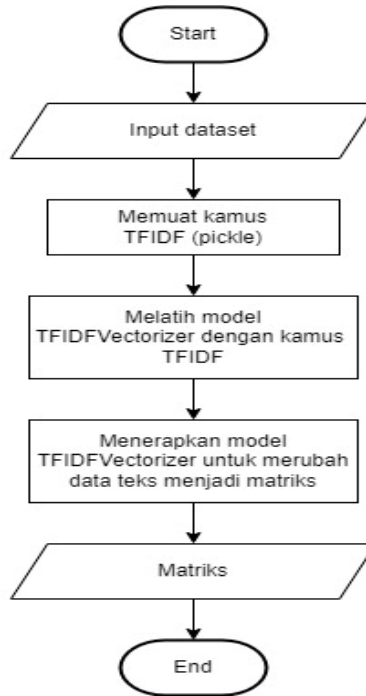 Start
Input dataset
Memuat kamus
TFIDF (pickle)
Melatih model
TFIDFVectorizer dengan kamus
TFIDF
Menerapkan model
TFIDFVectorizer untuk merubah
data teks menjadi matriks
Matriks
End